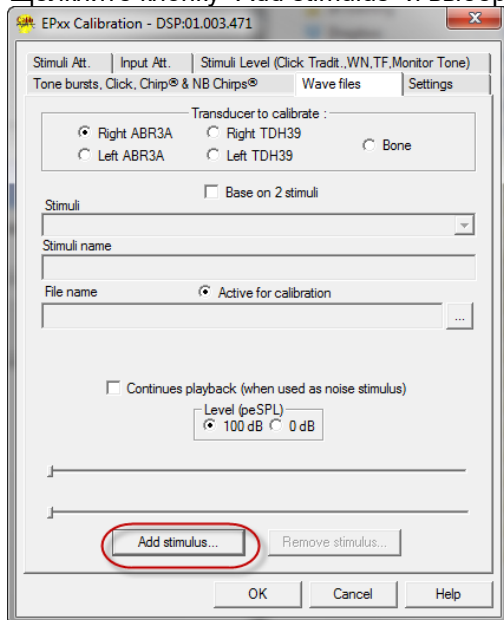 EPxx Calibration - DSP:01.003.471
Stimuli Att. Input Att. Stimuli Level (Click Tradit.,WN,TF,Monitor Tone)
Tone bursts, Click, Chirp® & NB Chirps® Wave files Settings
Transducer to calibrate :
Right ABR3A Right TDH39 Bone
Left ABR3A Left TDH39
Base on 2 stimuli
Stimuli
Stimuli name
File name Active for calibration
...
Continues playback (when used as noise stimulus)
Level (peSPL)
100 dB 0 dB
Add stimulus... Remove stimulus...
OK Cancel Help